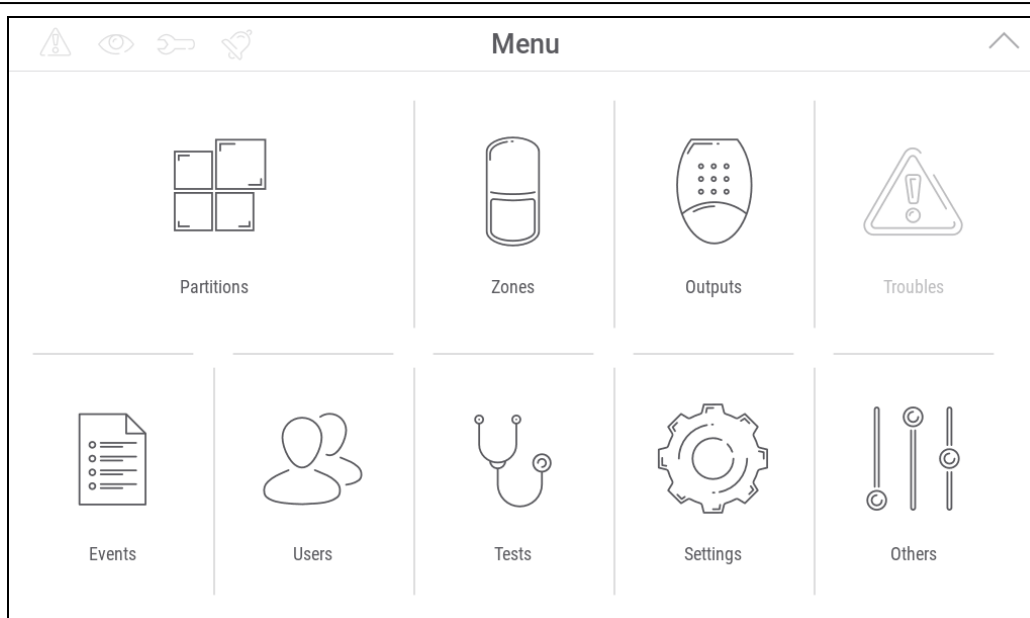 Menu
Partitions
Zones
Outputs
Troubles
Events
Users
Tests
Settings
Others